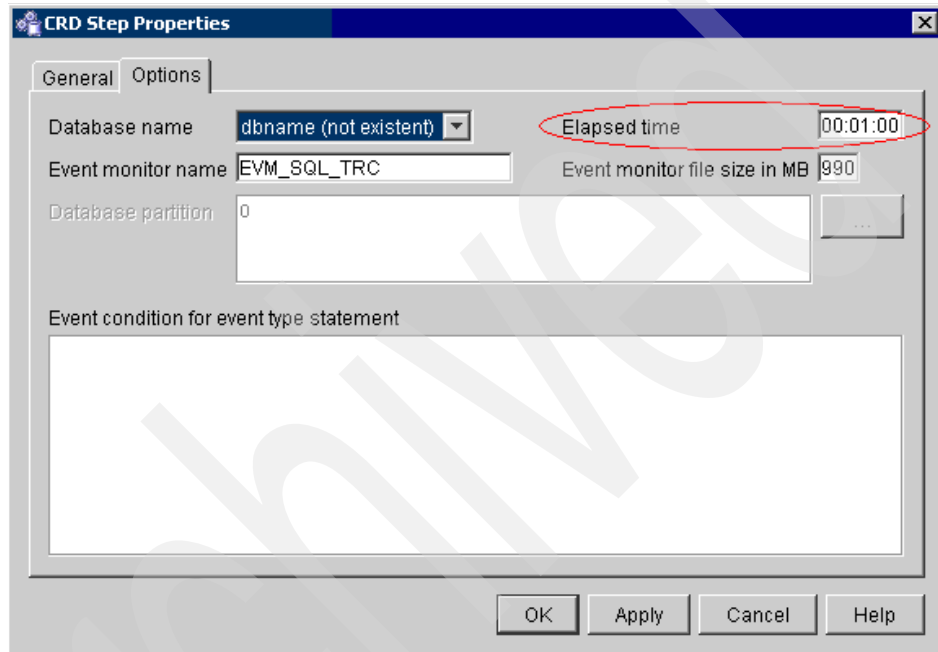 CRD Step Properties
General Options
Database name dbname (not existent) Elapsed time 00:01:00
Event monitor name EVM_SQL_TRC Event monitor file size in MB 990
Database partition 0 ...
Event condition for event type statement
OK Apply Cancel Help
Archived